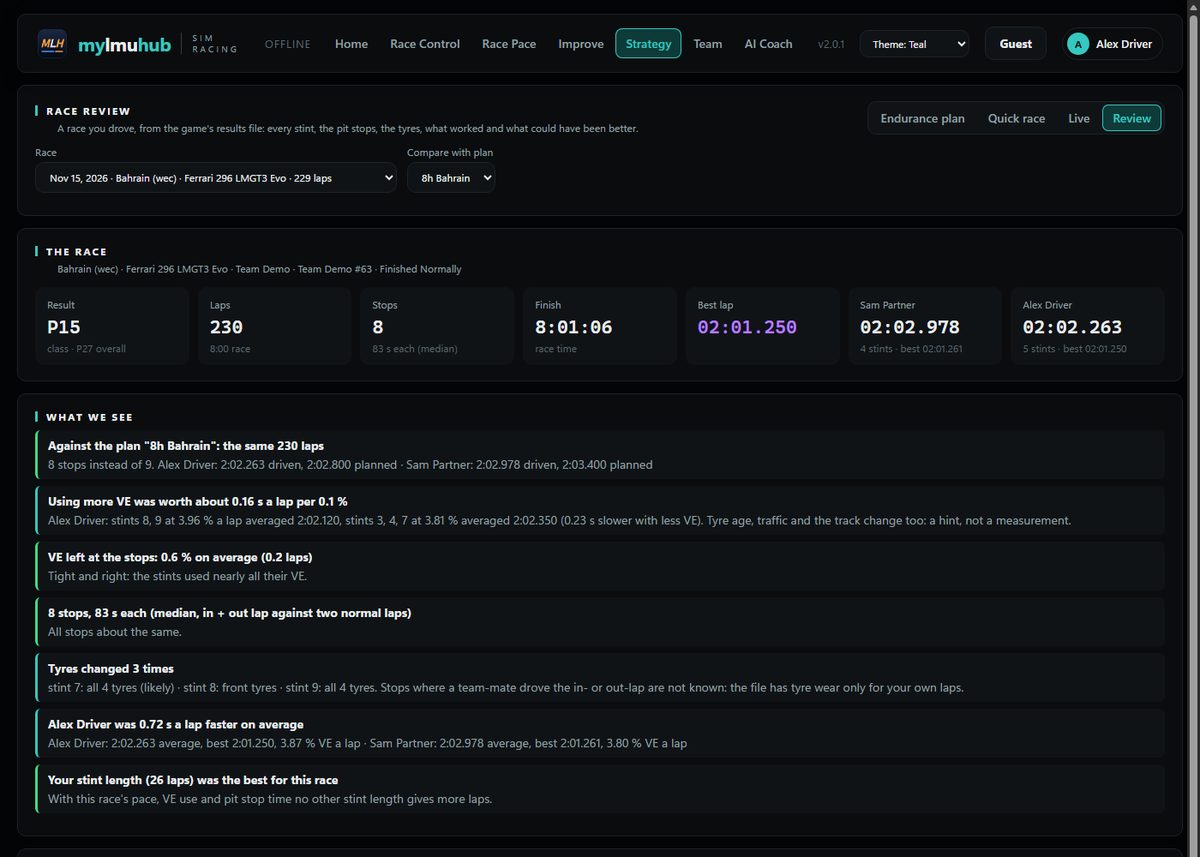 MLH mylmuhub SIM RACING OFFLINE Home Race Control Race Pace Improve Strategy Team AI Coach v2.0.1 Theme: Teal Guest A Alex Driver
RACE REVIEW
A race you drove, from the game's results file: every stint, the pit stops, the tyres, what worked and what could have been better.
Endurance plan Quick race Live Review
Race Compare with plan
Nov 15, 2026 · Bahrain (wec) · Ferrari 296 LMGT3 Evo · 229 laps 8h Bahrain
THE RACE
Bahrain (wec) · Ferrari 296 LMGT3 Evo · Team Demo · Team Demo #63 · Finished Normally
Result Laps Stops Finish Best lap Sam Partner Alex Driver
P15 230 8 8:01:06 02:01.250 02:02.978 02:02.263
class · P27 overall 8:00 race 83 s each (median) race time 4 stints · best 02:01.261 5 stints · best 02:01.250
WHAT WE SEE
Against the plan "8h Bahrain": the same 230 laps
8 stops instead of 9. Alex Driver: 2:02.263 driven, 2:02.800 planned · Sam Partner: 2:02.978 driven, 2:03.400 planned
Using more VE was worth about 0.16 s a lap per 0.1 %
Alex Driver: stints 8, 9 at 3.96 % a lap averaged 2:02.120, stints 3, 4, 7 at 3.81 % averaged 2:02.350 (0.23 s slower with less VE). Tyre age, traffic and the track change too: a hint, not a measurement.
VE left at the stops: 0.6 % on average (0.2 laps)
Tight and right: the stints used nearly all their VE.
8 stops, 83 s each (median, in + out lap against two normal laps)
All stops about the same.
Tyres changed 3 times
stint 7: all 4 tyres (likely) · stint 8: front tyres · stint 9: all 4 tyres. Stops where a team-mate drove the in- or out-lap are not known: the file has tyre wear only for your own laps.
Alex Driver was 0.72 s a lap faster on average
Alex Driver: 2:02.263 average, best 2:01.250, 3.87 % VE a lap · Sam Partner: 2:02.978 average, best 2:01.261, 3.80 % VE a lap
Your stint length (26 laps) was the best for this race
With this race's pace, VE use and pit stop time no other stint length gives more laps.